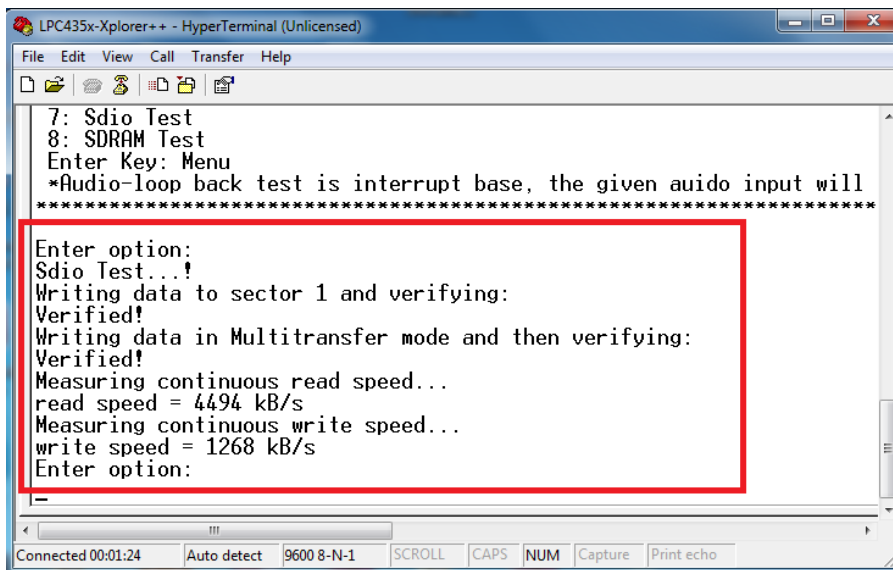 LPC435x-Xplorer++ - HyperTerminal (Unlicensed)
File Edit View Call Transfer Help
7: Sdio Test
8: SDRAM Test
Enter Key: Menu
*Audio-loop back test is interrupt base, the given auido input will
*********************************************************************
Enter option:
Sdio Test...!
Writing data to sector 1 and verifying:
Verified!
Writing data in Multitransfer mode and then verifying:
Verified!
Measuring continuous read speed...
read speed = 4494 kB/s
Measuring continuous write speed...
write speed = 1268 kB/s
Enter option:
Connected 00:01:24 Auto detect 9600 8-N-1 SCROLL CAPS NUM Capture Print echo